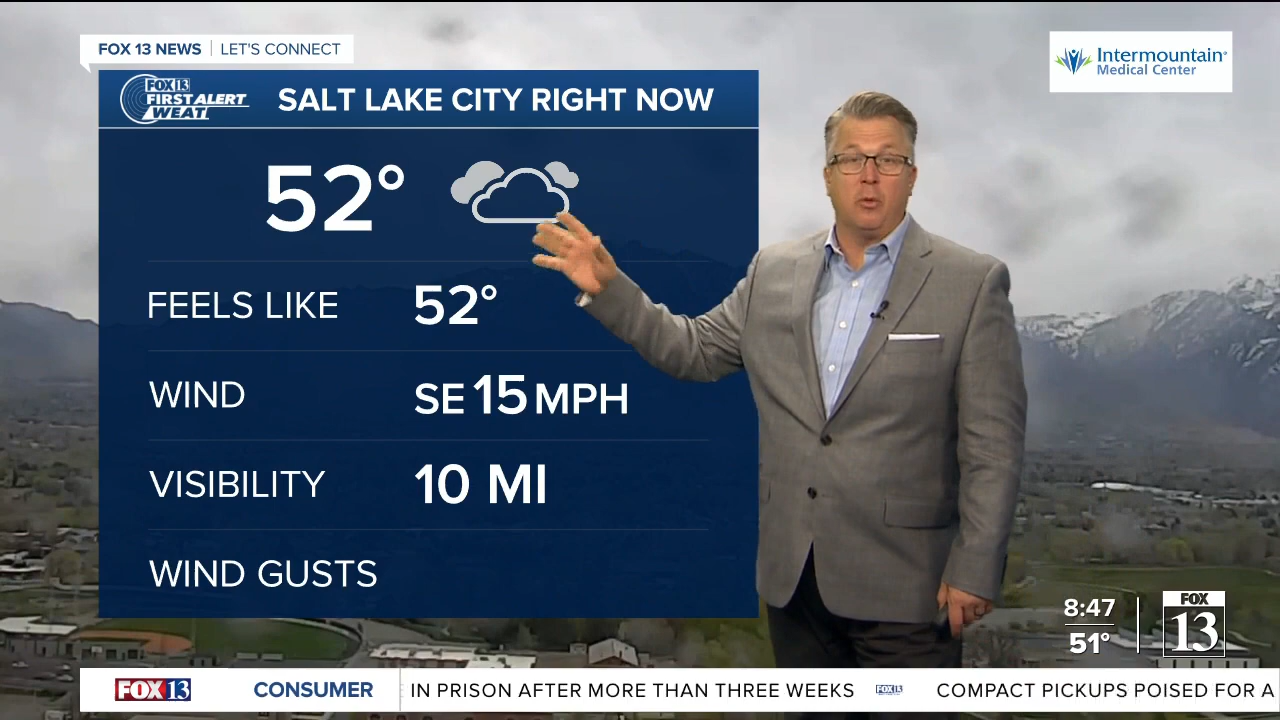 FOX 13 NEWS | LET'S CONNECT
Intermountain®
Medical Center
FOX 13
FIRST ALERT
WEAT
SALT LAKE CITY RIGHT NOW
52°
FEELS LIKE 52°
WIND SE 15 MPH
VISIBILITY 10 MI
WIND GUSTS
8:47
51°
FOX
13
FOX 13 CONSUMER IN PRISON AFTER MORE THAN THREE WEEKS FOX 13 COMPACT PICKUPS POISED FOR A